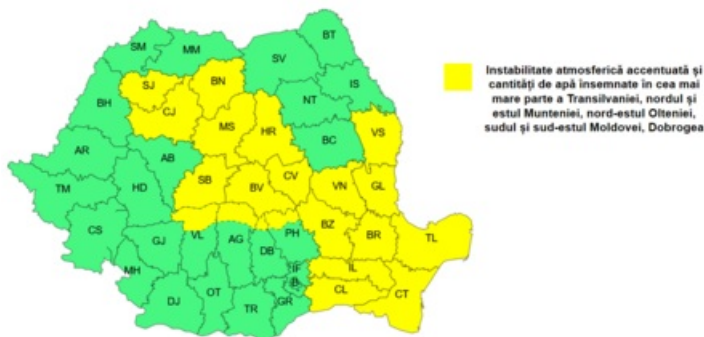 BT
SM
MM
SV
SJ
BN
IS
BH
CJ
NT
MS
HR
VS
BC
AR
AB
SB
BV
CV
VN
GL
TM
HD
BZ
BR
TL
CS
GJ
VL
AG
PH
DB
MH
IF
B
IL
CL
CT
DJ
OT
TR
GR
Instabilitate atmosferică accentuată și
cantități de apă însemnate în cea mai
mare parte a Transilvaniei, nordul și
estul Munteniei, nord-estul Olteniei,
sudul și sud-estul Moldovei, Dobrogea